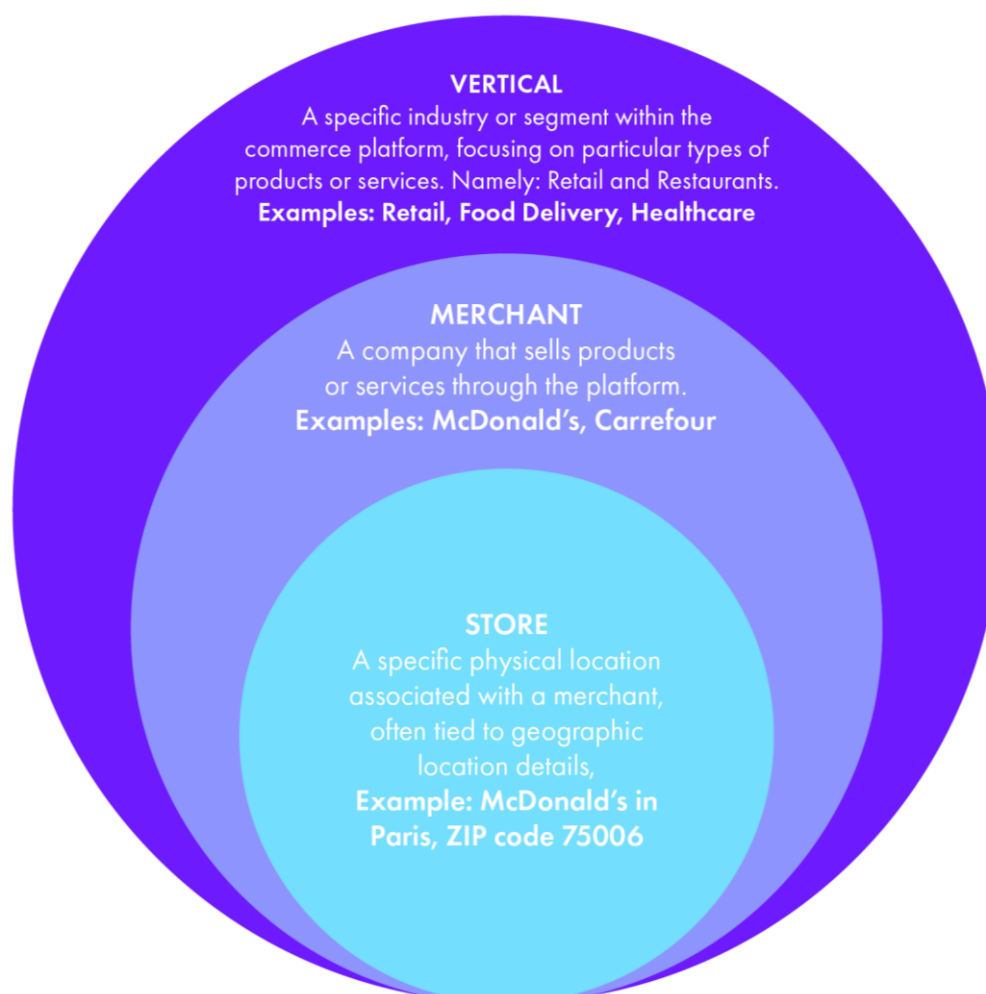 VERTICAL
A specific industry or segment within the
commerce platform, focusing on particular types of
products or services. Namely: Retail and Restaurants.
Examples: Retail, Food Delivery, Healthcare
MERCHANT
A company that sells products
or services through the platform.
Examples: McDonald’s, Carrefour
STORE
A specific physical location
associated with a merchant,
often tied to geographic
location details,
Example: McDonald’s in
Paris, ZIP code 75006